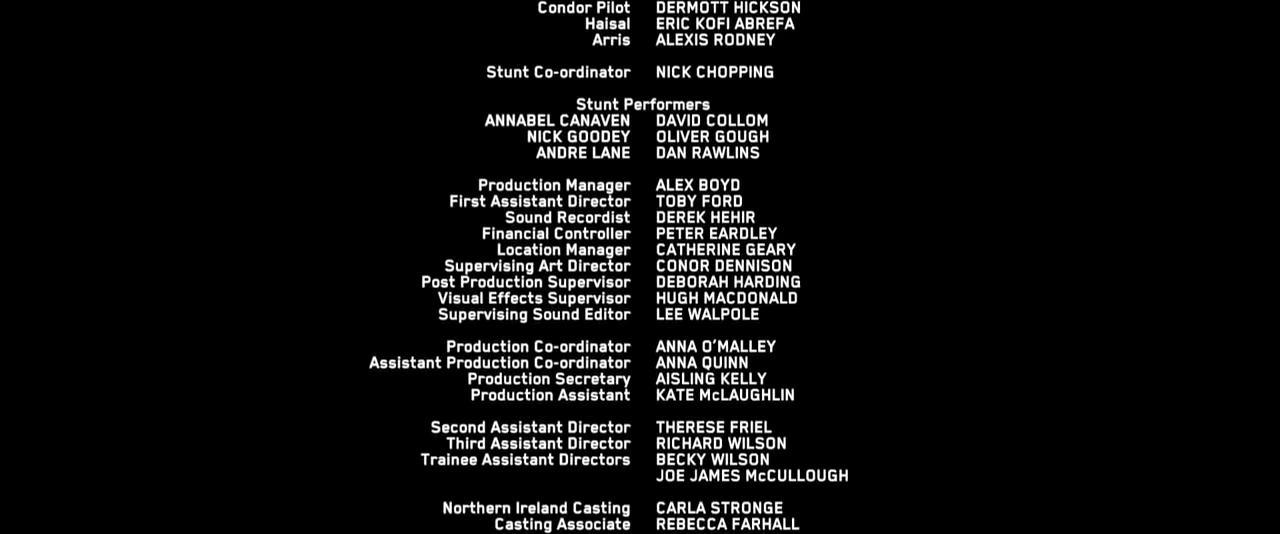 Condor Pilot DERMOTT HICKSON
Haisal ERIC KOFI ABREFA
Arris ALEXIS RODNEY
Stunt Co-ordinator NICK CHOPPING
Stunt Performers
ANNABEL CANAVEN DAVID COLLOM
NICK GOODEY OLIVER GOUGH
ANDRE LANE DAN RAWLINS
Production Manager ALEX BOYD
First Assistant Director TOBY FORD
Sound Recordist DEREK HEHIR
Financial Controller PETER EARDLEY
Location Manager CATHERINE GEARY
Supervising Art Director CONOR DENNISON
Post Production Supervisor DEBORAH HARDING
Visual Effects Supervisor HUGH MACDONALD
Supervising Sound Editor LEE WALPOLE
Production Co-ordinator ANNA O'MALLEY
Assistant Production Co-ordinator ANNA QUINN
Production Secretary AISLING KELLY
Production Assistant KATE McLAUGHLIN
Second Assistant Director THERESE FRIEL
Third Assistant Director RICHARD WILSON
Trainee Assistant Directors BECKY WILSON
JOE JAMES McCULLOUGH
Northern Ireland Casting CARLA STRONGE
Casting Associate REBECCA FARHALL